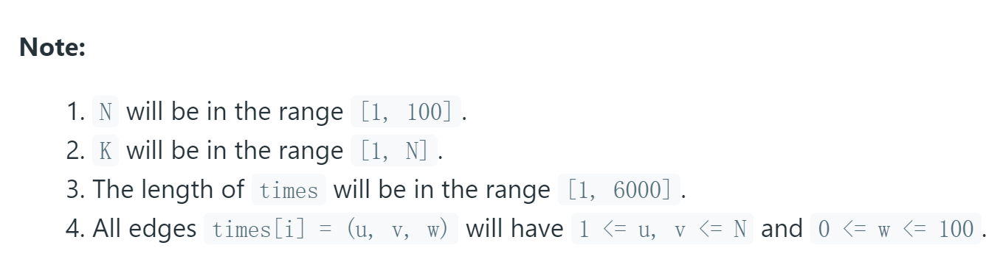 Note:
1. N will be in the range [1, 100] .
2. K will be in the range [1, N] .
3. The length of times will be in the range [1, 6000] .
4. All edges times[i] = (u, v, w) will have 1 <= u, v <= N and 0 <= w <= 100 .